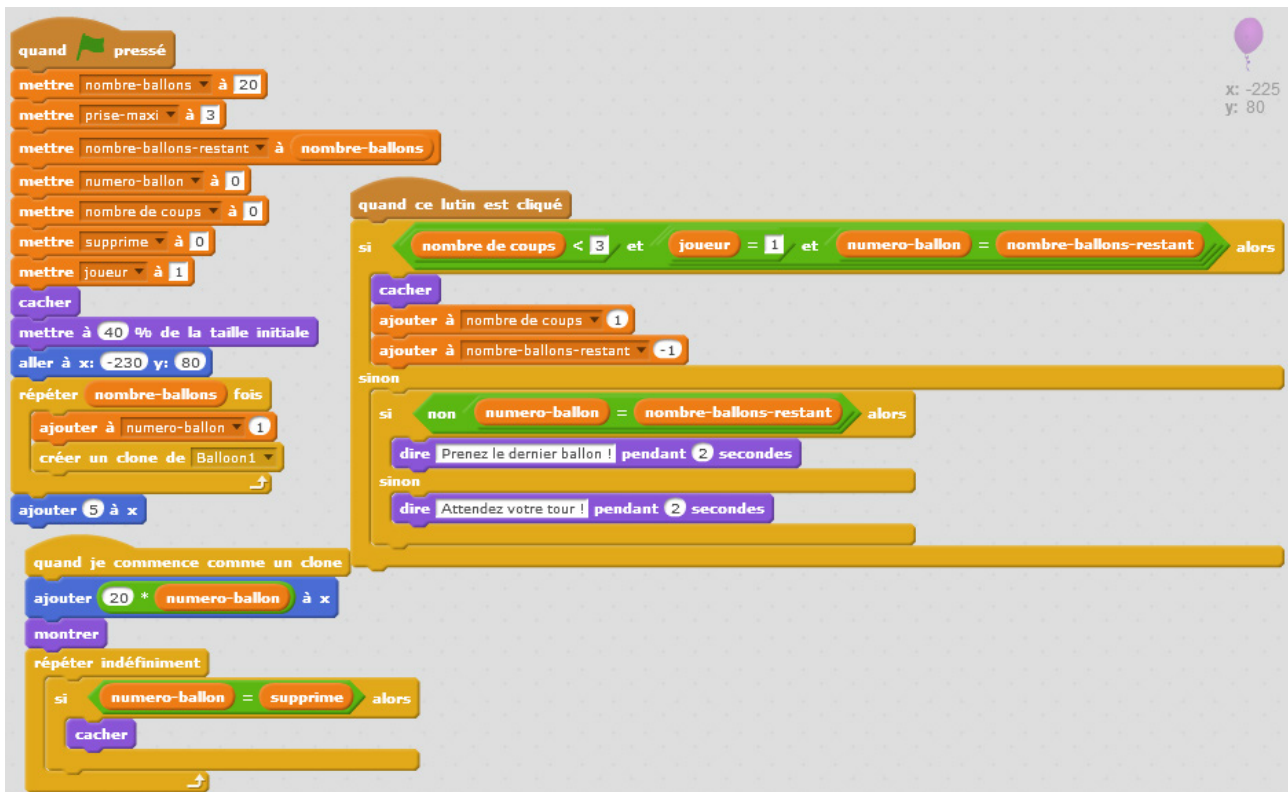 quand pressé
mettre nombre-ballons à 20
mettre prise-maxi à 3
mettre nombre-ballons-restant à nombre-ballons
mettre numero-ballon à 0
mettre nombre de coups à 0
mettre supprime à 0
mettre joueur à 1
cacher
mettre à 40 % de la taille initiale
aller à x: -230 y: 80
répéter nombre-ballons fois
ajouter à numero-ballon 1
créer un clone de Balloon1
ajouter 5 à x
quand je commence comme un clone
ajouter 20 * numero-ballon à x
montrer
répéter indéfiniment
si numero-ballon = supprime alors
cacher
quand ce lutin est cliqué
si nombre de coups < 3 et joueur = 1 et numero-ballon = nombre-ballons-restant alors
cacher
ajouter à nombre de coups 1
ajouter à nombre-ballons-restant -1
sinon
si non numero-ballon = nombre-ballons-restant alors
dire Prenez le dernier ballon ! pendant 2 secondes
sinon
dire Attendez votre tour ! pendant 2 secondes
x: -225
y: 80